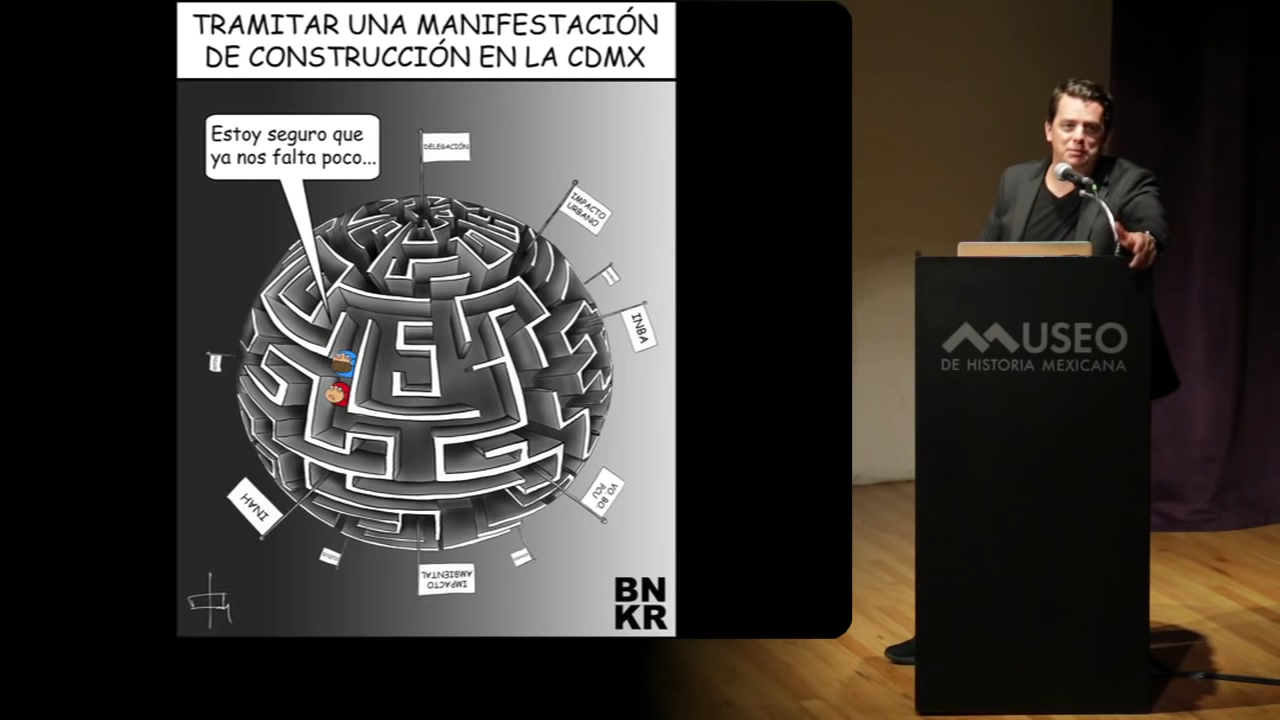 TRAMITAR UNA MANIFESTACIÓN
DE CONSTRUCCIÓN EN LA CDMX
Estoy seguro que
ya nos falta poco...
DELEGACIÓN
IMPACTO
URBANO
INBA
VO.BO.
PCU
IMPACTO
AMBIENTAL
INAH
BN
KR
MUSEO
DE HISTORIA MEXICANA